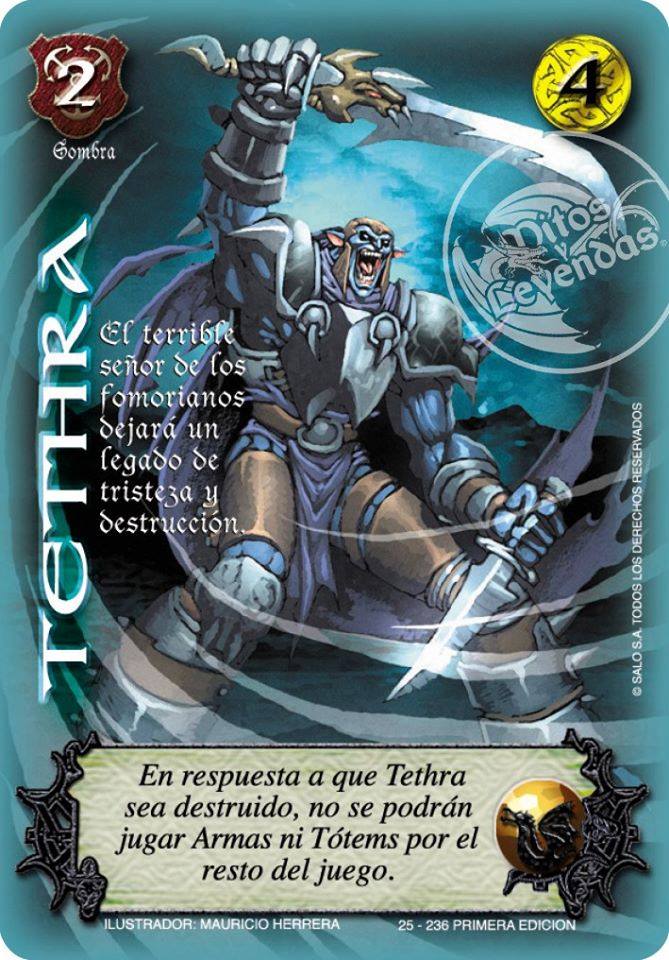 2
Sombra
4
Mitos
y
Leyendas
TETHRA
El terrible
señor de los
fomorianos
dejará un
legado de
tristeza y
destrucción.
© SALO S.A. TODOS LOS DERECHOS RESERVADOS
En respuesta a que Tethra
sea destruido, no se podrán
jugar Armas ni Tótems por el
resto del juego.
ILUSTRADOR: MAURICIO HERRERA
25 - 236 PRIMERA EDICION